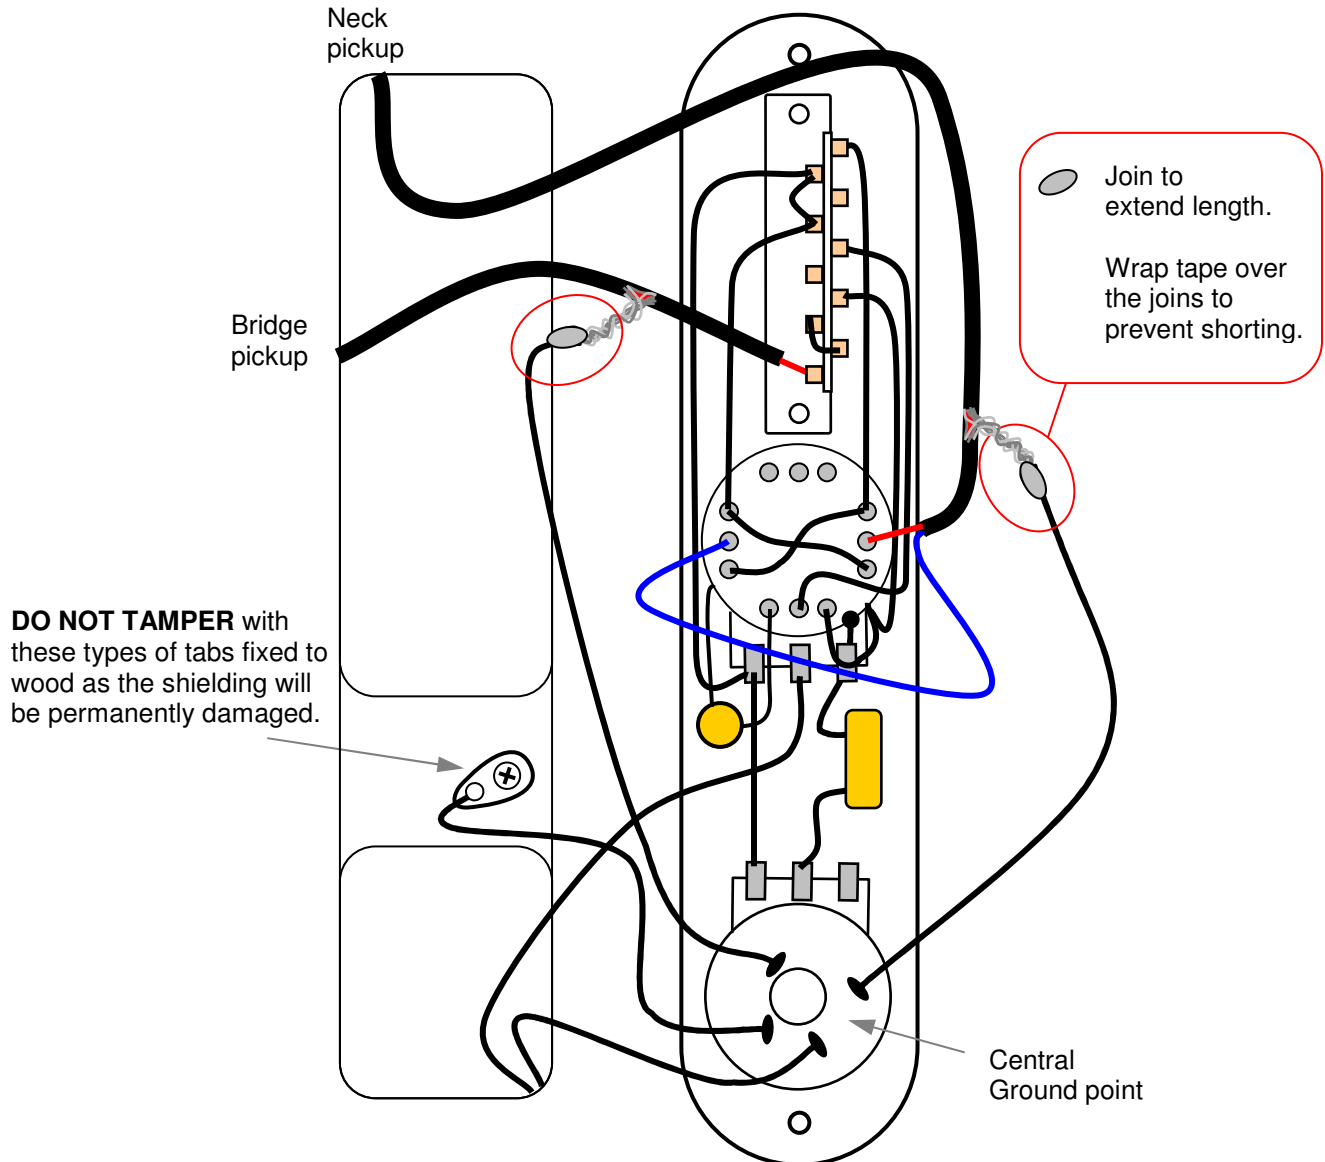 Neck
pickup
Join to
extend length.
Wrap tape over
the joins to
prevent shorting.
Bridge
pickup
DO NOT TAMPER with
these types of tabs fixed to
wood as the shielding will
be permanently damaged.
Central
Ground point